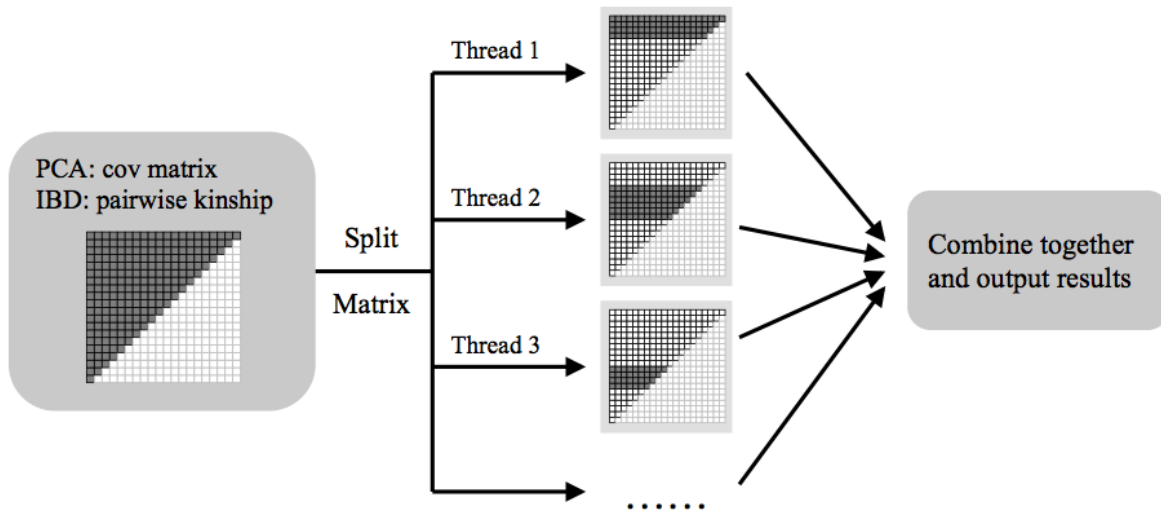 PCA: cov matrix
IBD: pairwise kinship
Split
Matrix
Thread 1
Thread 2
Thread 3
......
Combine together
and output results